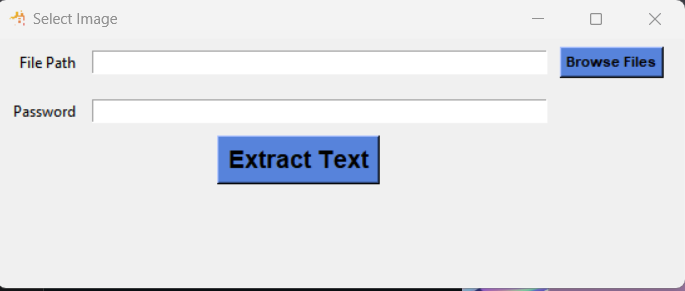 Select Image
File Path Browse Files
Password
Extract Text